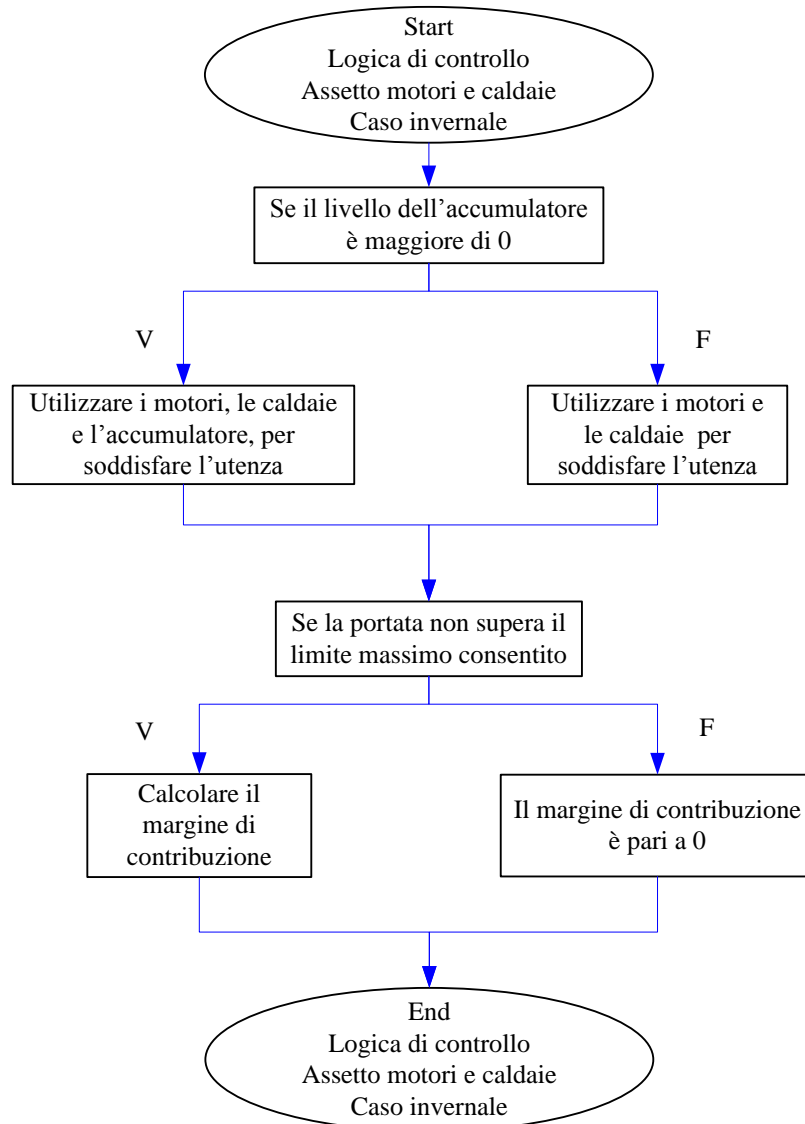 Start
Logica di controllo
Assetto motori e caldaie
Caso invernale
Se il livello dell’accumulatore
è maggiore di 0
V
F
Utilizzare i motori, le caldaie
e l’accumulatore, per
soddisfare l’utenza
Utilizzare i motori e
le caldaie per
soddisfare l’utenza
Se la portata non supera il
limite massimo consentito
V
F
Calcolare il
margine di
contribuzione
Il margine di contribuzione
è pari a 0
End
Logica di controllo
Assetto motori e caldaie
Caso invernale